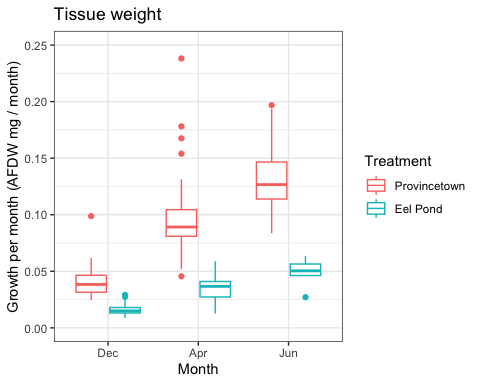 Tissue weight
Growth per month (AFDW mg / month)
0.25
0.20
0.15
0.10
0.05
0.00
Dec
Apr
Jun
Month
Treatment
Provincetown
Eel Pond